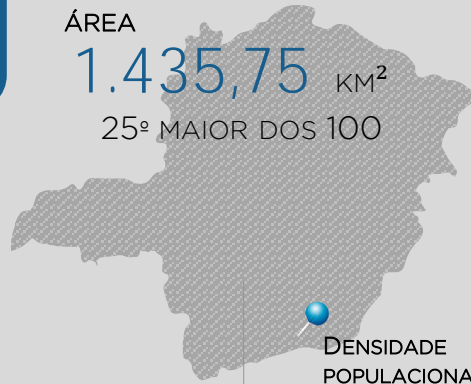 ÁREA
1.435,75 KM²
25º MAIOR DOS 100
DENSIDADE
POPULACIONA